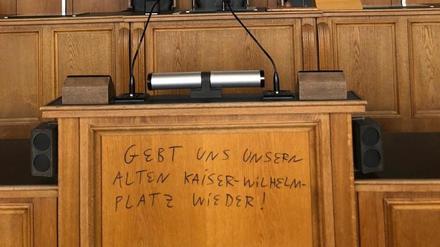 GEBT UNS UNSERN
ALTEN KAISER-WILHELM-
PLATZ WIEDER!